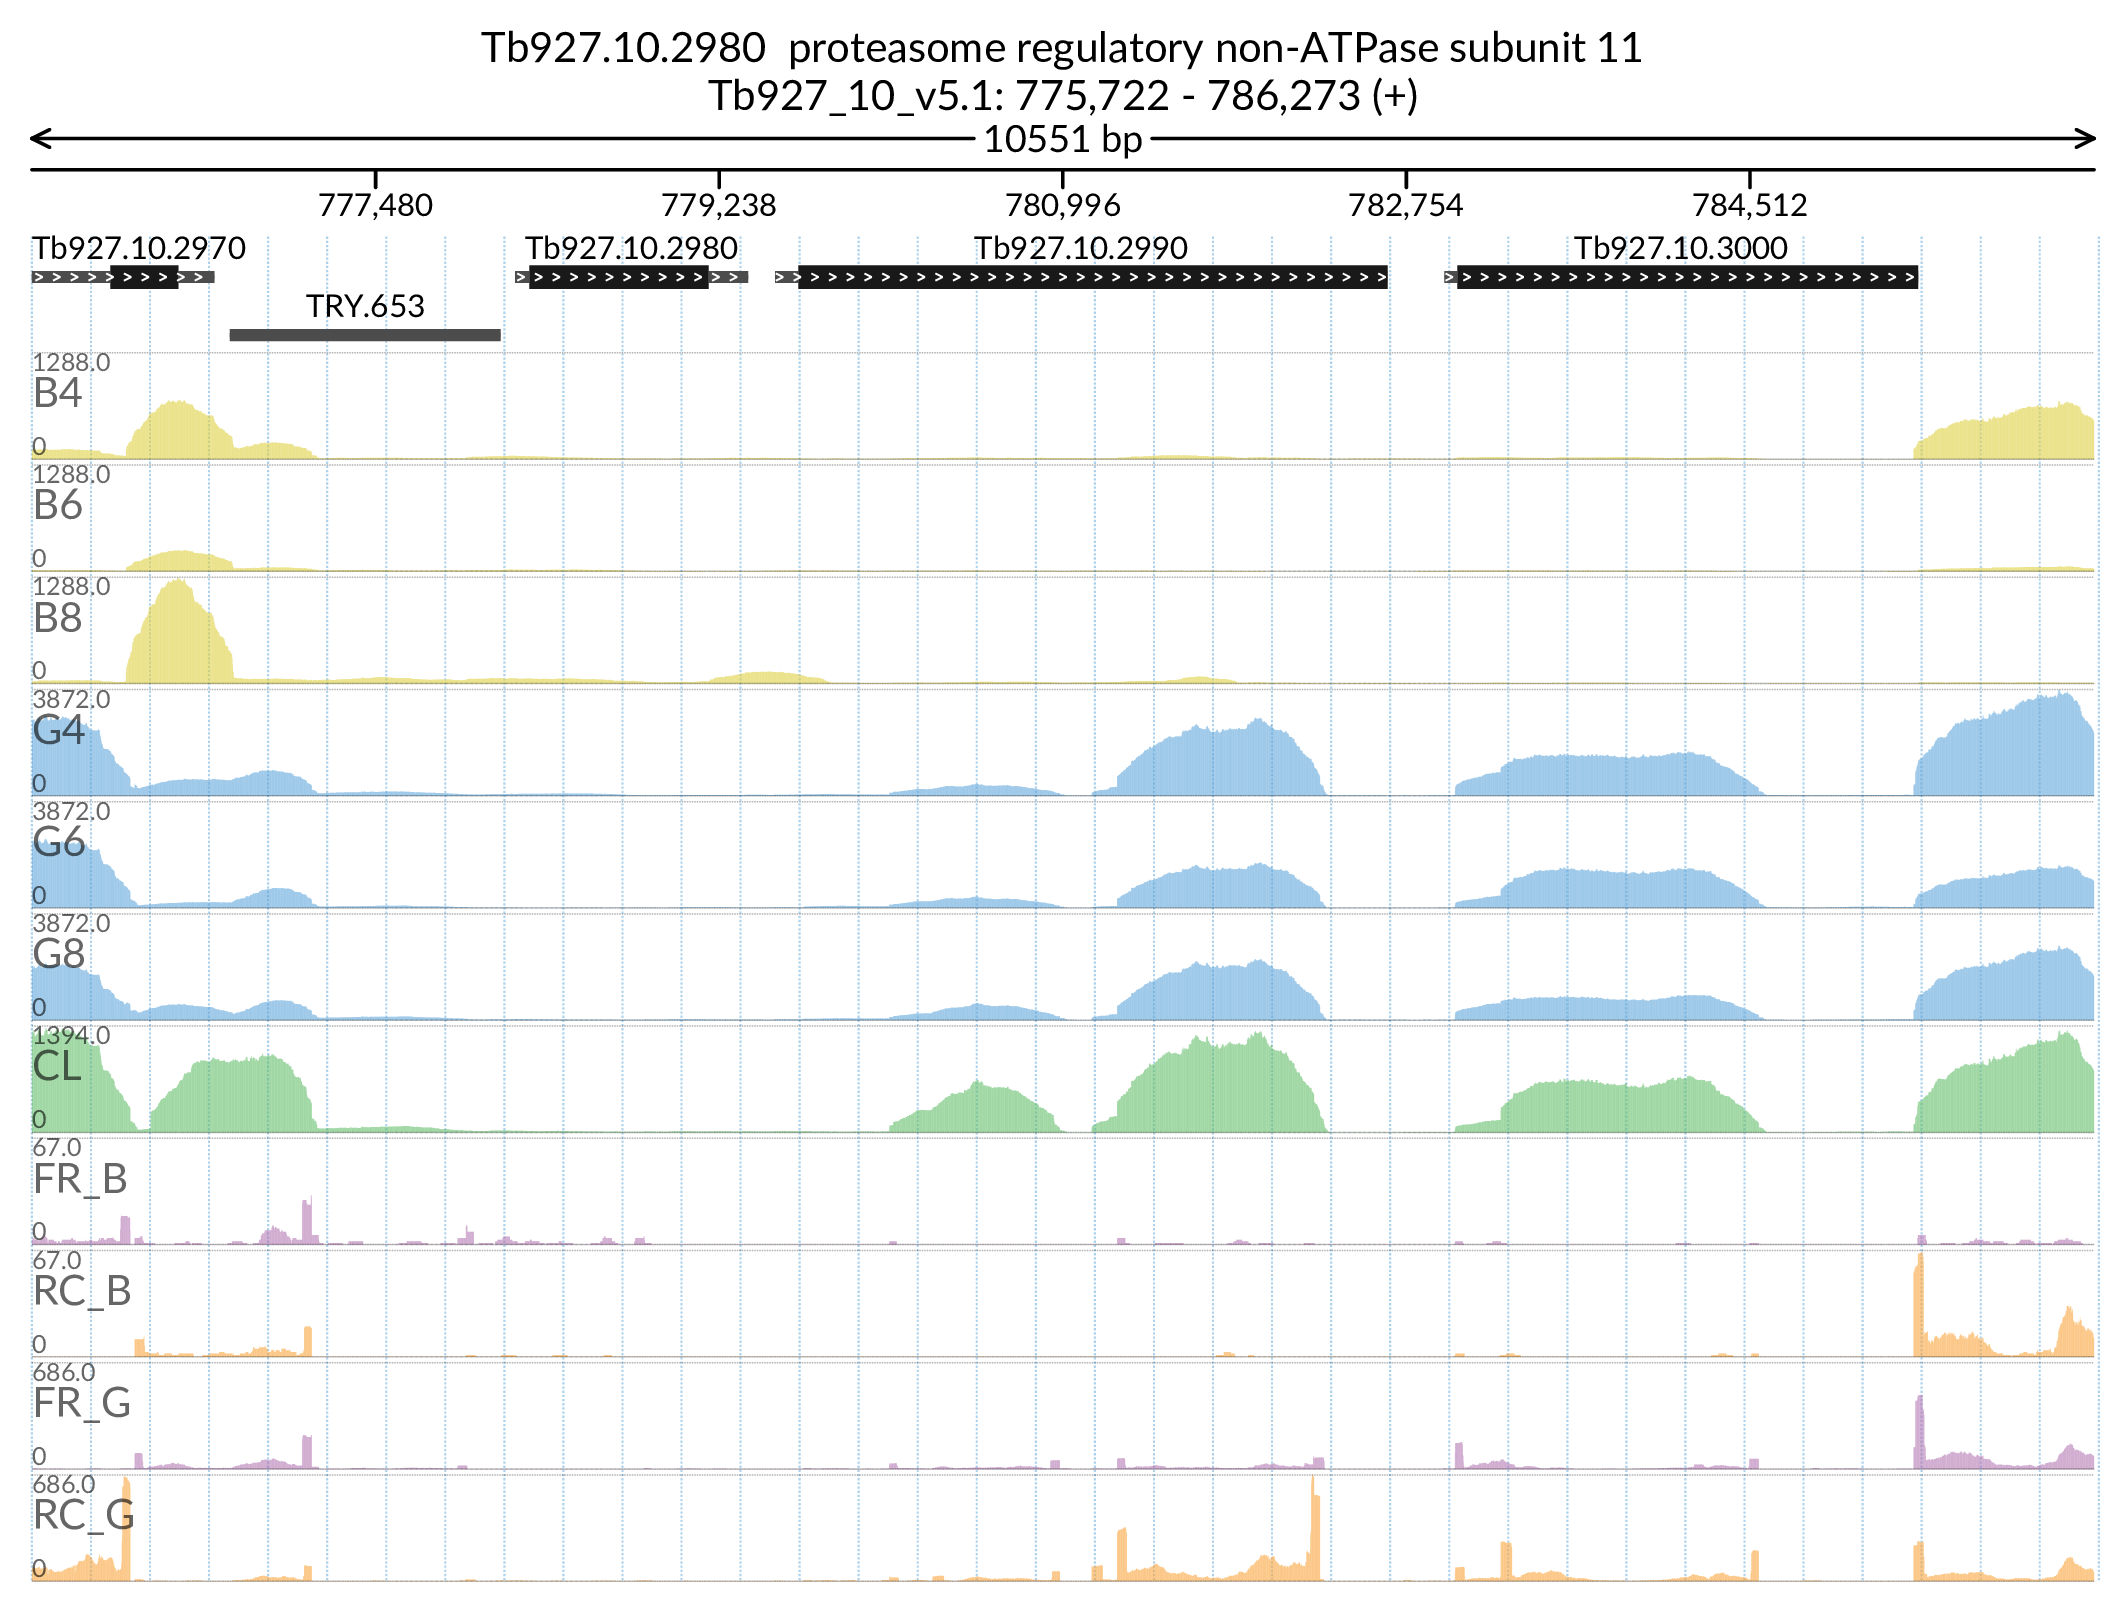 Tb927.10.2980 proteasome regulatory non-ATPase subunit 11
Tb927_10_v5.1: 775,722 - 786,273 (+)
10551 bp
777,480 779,238 780,996 782,754 784,512
Tb927.10.2970 Tb927.10.2980 Tb927.10.2990 Tb927.10.3000
TRY.653
1288.0
B4
0
1288.0
B6
0
1288.0
B8
0
3872.0
G4
0
3872.0
G6
0
3872.0
G8
0
1394.0
CL
0
67.0
FR_B
0
67.0
RC_B
0
686.0
FR_G
0
686.0
RC_G
0